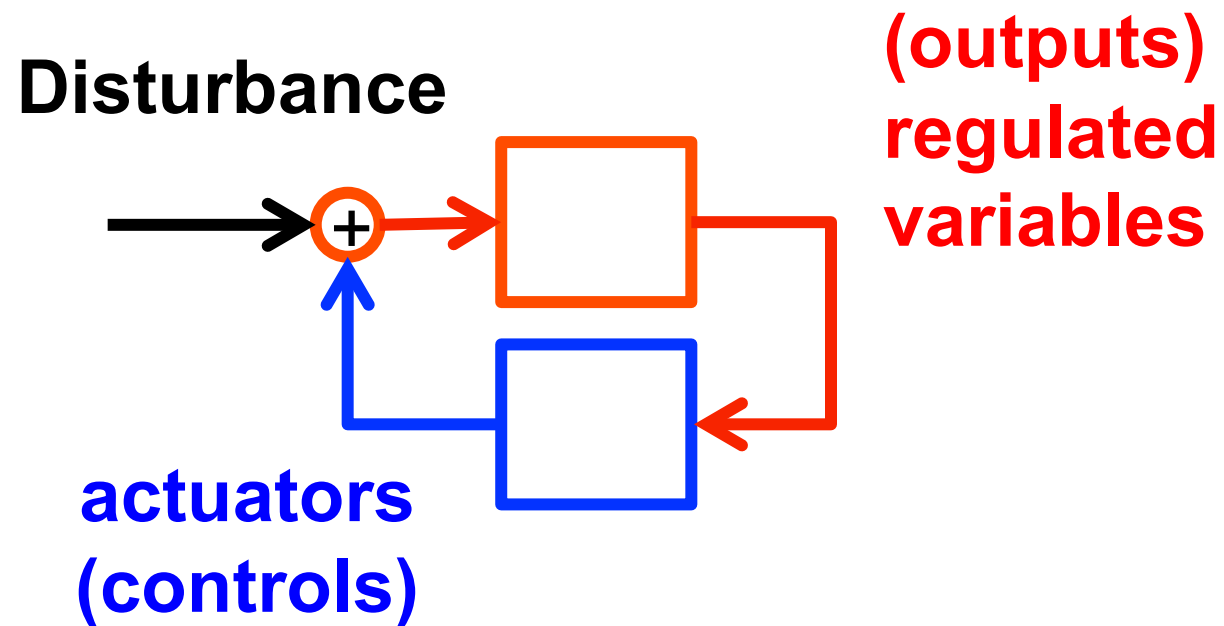 Disturbance
(outputs)
regulated
variables
+
actuators
(controls)